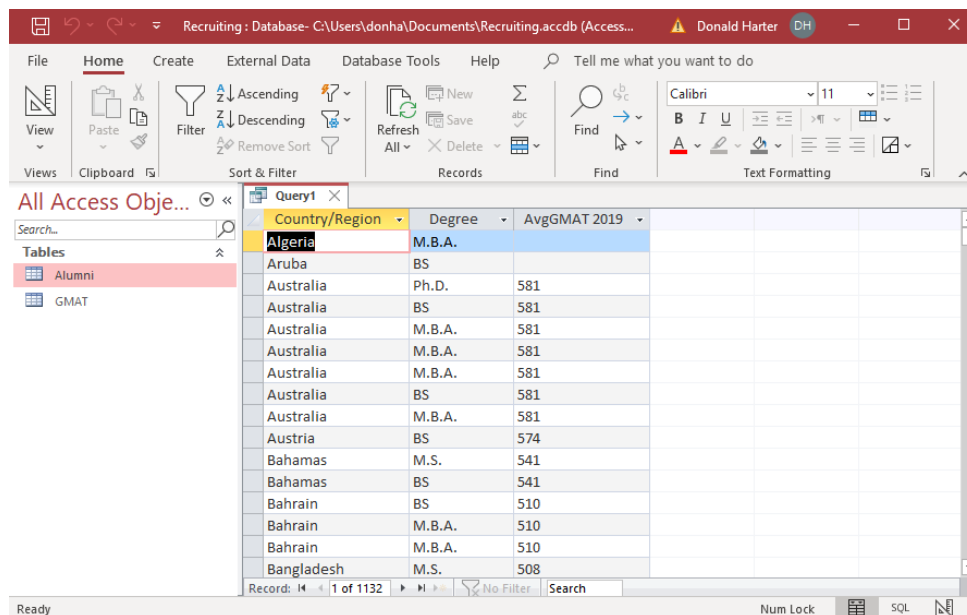 Recruiting : Database- C:\Users\donha\Documents\Recruiting.accdb (Access... Donald Harter DH
File Home Create External Data Database Tools Help Tell me what you want to do
View
Views
Paste
Clipboard
Filter
Ascending
Descending
Remove Sort
Sort & Filter
Refresh
All
New
Save
Delete
Records
Find
Find
Calibri 11
B I U
A
Text Formatting
All Access Obje...
Search...
Tables
Alumni
GMAT
Query1
Country/Region Degree AvgGMAT 2019
Algeria M.B.A.
Aruba BS
Australia Ph.D. 581
Australia BS 581
Australia M.B.A. 581
Australia M.B.A. 581
Australia M.B.A. 581
Australia BS 581
Australia M.B.A. 581
Austria BS 574
Bahamas M.S. 541
Bahamas BS 541
Bahrain BS 510
Bahrain M.B.A. 510
Bahrain M.B.A. 510
Bangladesh M.S. 508
Record: 1 of 1132 No Filter Search
Ready Num Lock SQL